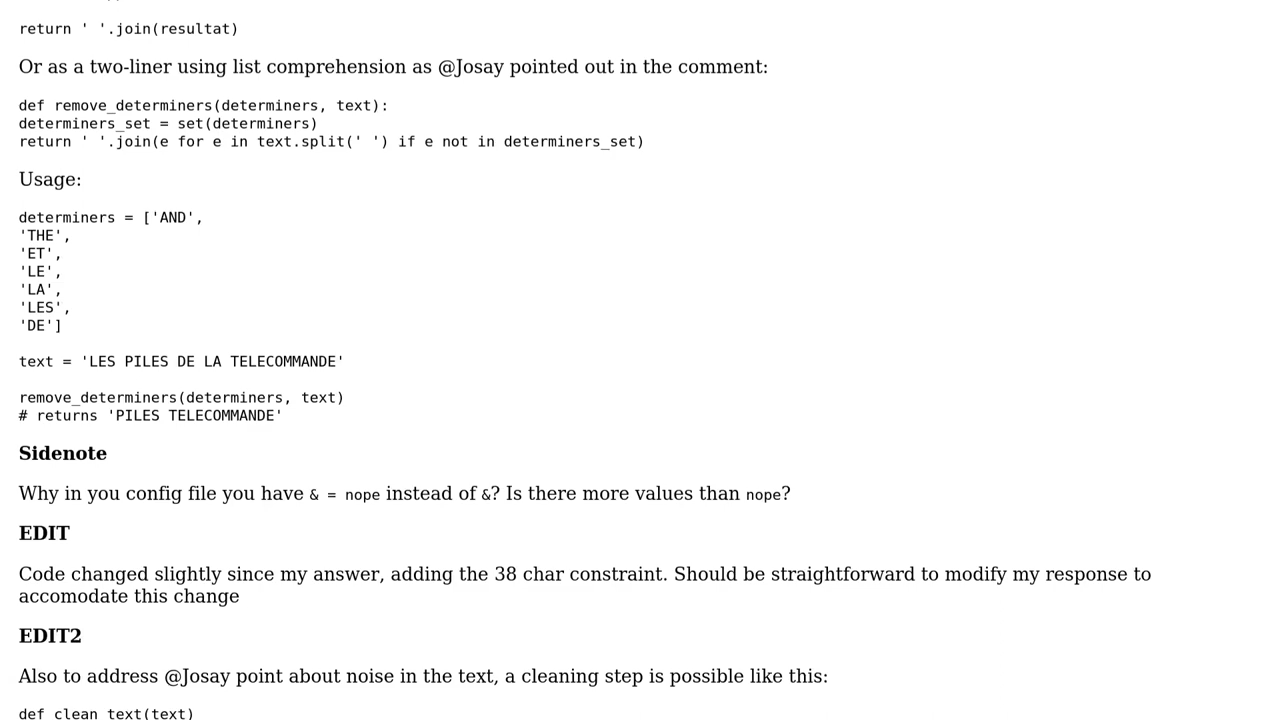 return ' '.join(resultat)
Or as a two-liner using list comprehension as @Josay pointed out in the comment:
def remove_determiners(determiners, text):
determiners_set = set(determiners)
return ' '.join(e for e in text.split(' ') if e not in determiners_set)
Usage:
determiners = ['AND',
'THE',
'ET',
'LE',
'LA',
'LES',
'DE']
text = 'LES PILES DE LA TELECOMMANDE'
remove_determiners(determiners, text)
# returns 'PILES TELECOMMANDE'
Sidenote
Why in you config file you have & = nope instead of &? Is there more values than nope?
EDIT
Code changed slightly since my answer, adding the 38 char constraint. Should be straightforward to modify my response to
accomodate this change
EDIT2
Also to address @Josay point about noise in the text, a cleaning step is possible like this:
def clean_text(text)